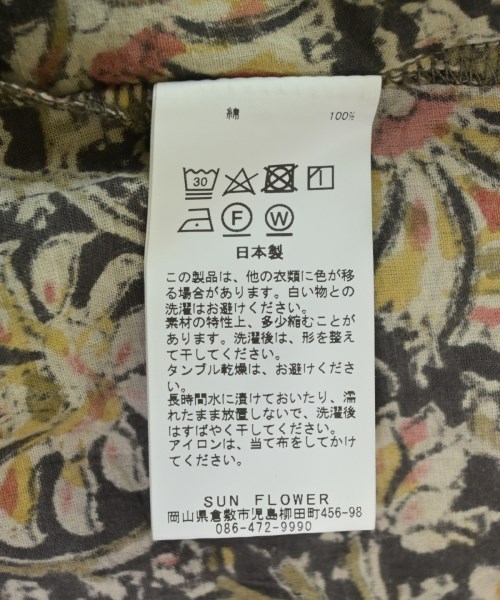 綿 100%
30
F W
日本製
この製品は、他の衣類に色が移
る場合があります。白い物との
洗濯はお避けください。
素材の特性上、多少縮むことが
あります。洗濯後は、形を整え
て干してください。
タンブル乾燥は、お避けくださ
い。
長時間水に漬けておいたり、濡
れたまま放置しないで、洗濯後
はすばやく干してください。
アイロンは、当て布をしてかけ
てください。
SUN FLOWER
岡山県倉敷市児島柳田町456-98
086-472-9990